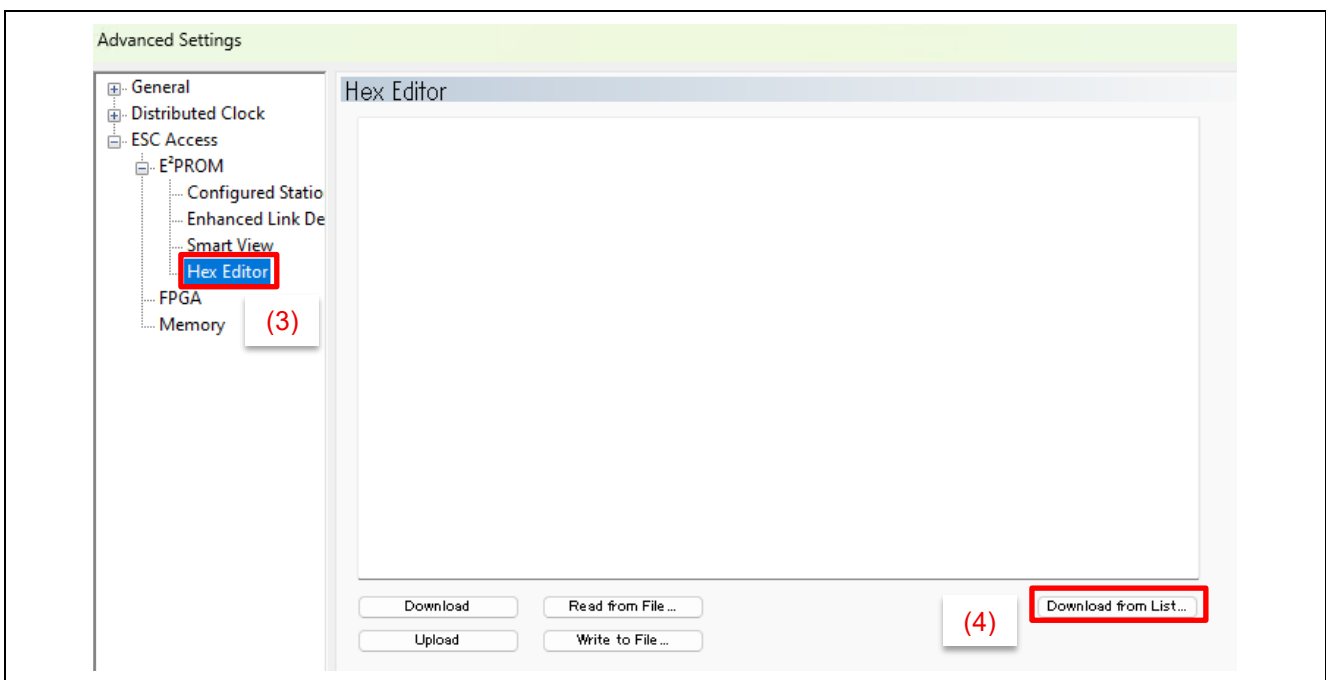 Advanced Settings
General
Distributed Clock
ESC Access
E²PROM
Configured Statio
Enhanced Link De
Smart View
Hex Editor
FPGA
Memory
(3)
Hex Editor
Download
Read from File...
Download from List...
(4)
Upload
Write to File...